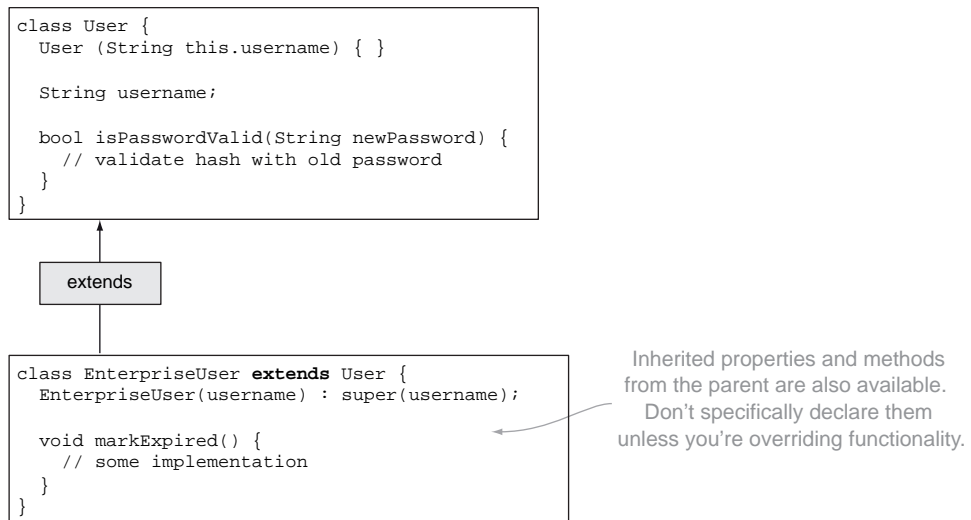 class User {
  User (String this.username) { }
  String username;
  bool isPasswordValid(String newPassword) {
    // validate hash with old password
  }
}
extends
class EnterpriseUser extends User {
  EnterpriseUser(username) : super(username);
  void markExpired() {
    // some implementation
  }
}
Inherited properties and methods
from the parent are also available.
Don’t specifically declare them
unless you’re overriding functionality.